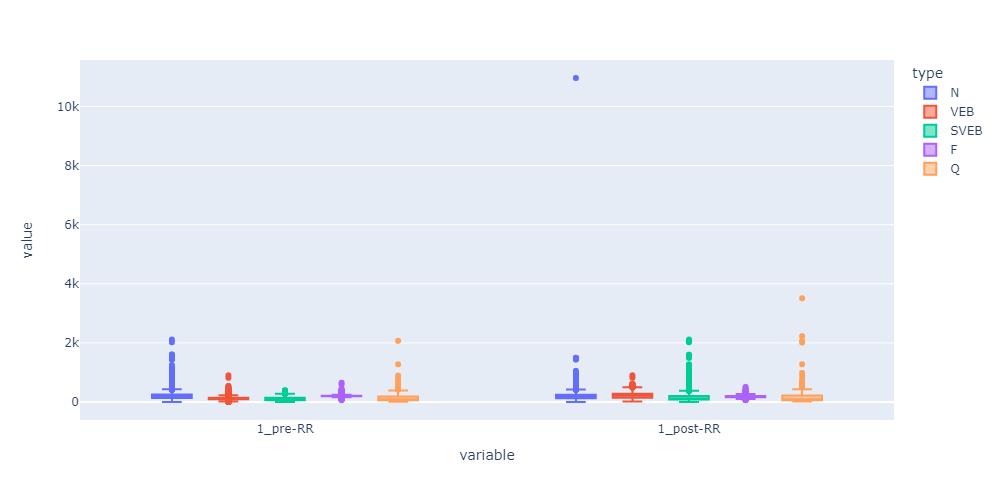 type
N
VEB
SVEB
F
Q
value
10k
8k
6k
4k
2k
0
1_pre-RR
1_post-RR
variable